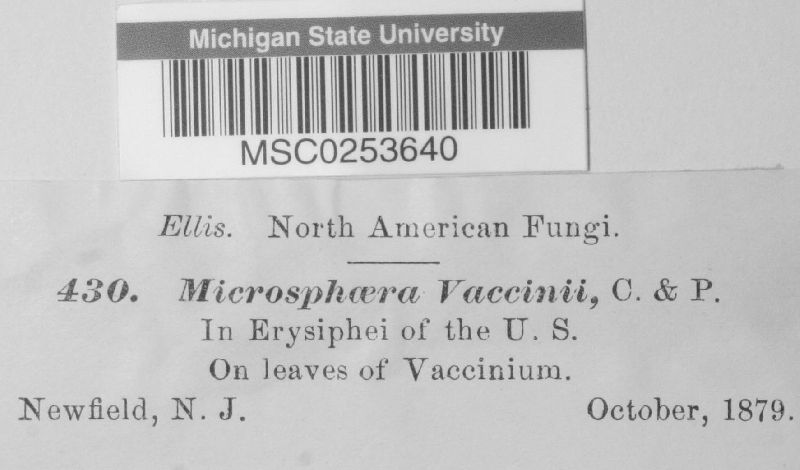 Michigan State University
MSC0253640
Ellis. North American Fungi.
430. Microsphæra Vaccinii, C. & P.
In Erysiphei of the U. S.
On leaves of Vaccinium.
Newfield, N. J. October, 1879.